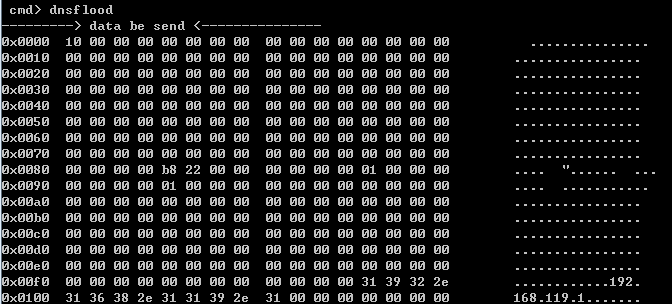 cmd> dnsflood
---------> data be send <---------------
0x0000  10 00 00 00 00 00 00 00  00 00 00 00 00 00 00 00         ...............
0x0010  00 00 00 00 00 00 00 00  00 00 00 00 00 00 00 00        ................
0x0020  00 00 00 00 00 00 00 00  00 00 00 00 00 00 00 00        ................
0x0030  00 00 00 00 00 00 00 00  00 00 00 00 00 00 00 00        ................
0x0040  00 00 00 00 00 00 00 00  00 00 00 00 00 00 00 00        ................
0x0050  00 00 00 00 00 00 00 00  00 00 00 00 00 00 00 00        ................
0x0060  00 00 00 00 00 00 00 00  00 00 00 00 00 00 00 00        ................
0x0070  00 00 00 00 00 00 00 00  00 00 00 00 00 00 00 00        ................
0x0080  00 00 00 00 b8 22 00 00  00 00 00 00 01 00 00 00        ....  "......  ...
0x0090  00 00 00 00 01 00 00 00  00 00 00 00 00 00 00 00        ....  ...........
0x00a0  00 00 00 00 00 00 00 00  00 00 00 00 00 00 00 00        ................
0x00b0  00 00 00 00 00 00 00 00  00 00 00 00 00 00 00 00        ................
0x00c0  00 00 00 00 00 00 00 00  00 00 00 00 00 00 00 00        ................
0x00d0  00 00 00 00 00 00 00 00  00 00 00 00 00 00 00 00        ................
0x00e0  00 00 00 00 00 00 00 00  00 00 00 00 00 00 00 00        ................
0x00f0  00 00 00 00 00 00 00 00  00 00 00 00 31 39 32 2e        ............192.
0x0100  31 36 38 2e 31 31 39 2e  31 00 00 00 00 00 00 00        168.119.1.......